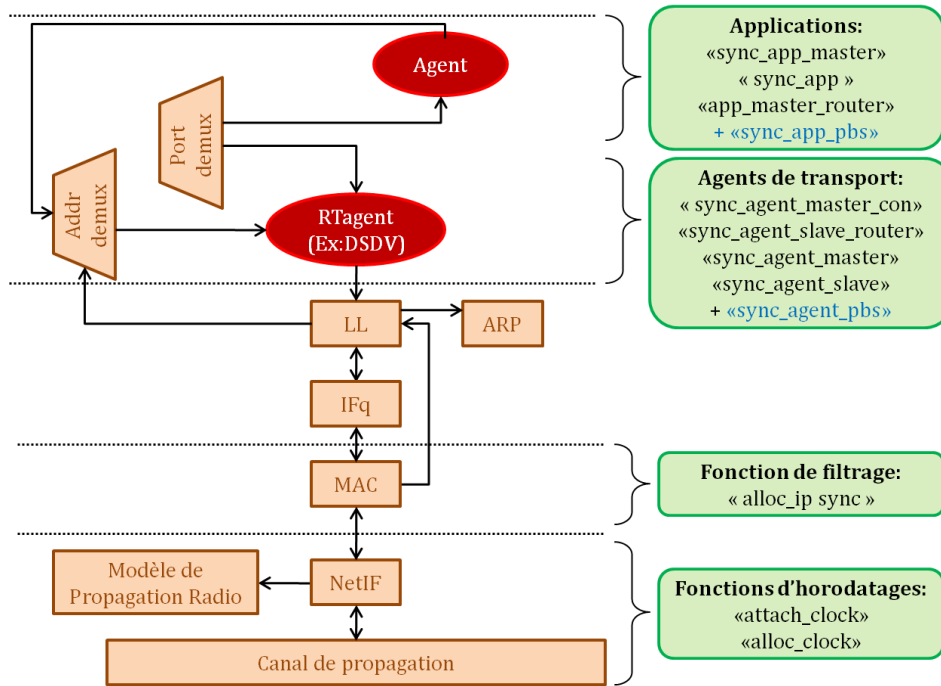 Agent
Port
demux
Addr
demux
RTagent
(Ex:DSDV)
LL
ARP
IFq
MAC
Modèle de
Propagation Radio
NetIF
Canal de propagation
Applications:
«sync_app_master»
« sync_app »
«app_master_router»
+ «sync_app_pbs»
Agents de transport:
« sync_agent_master_con»
«sync_agent_slave_router»
«sync_agent_master»
«sync_agent_slave»
+ «sync_agent_pbs»
Fonction de filtrage:
« alloc_ip sync »
Fonctions d'horodatages:
«attach_clock»
«alloc_clock»